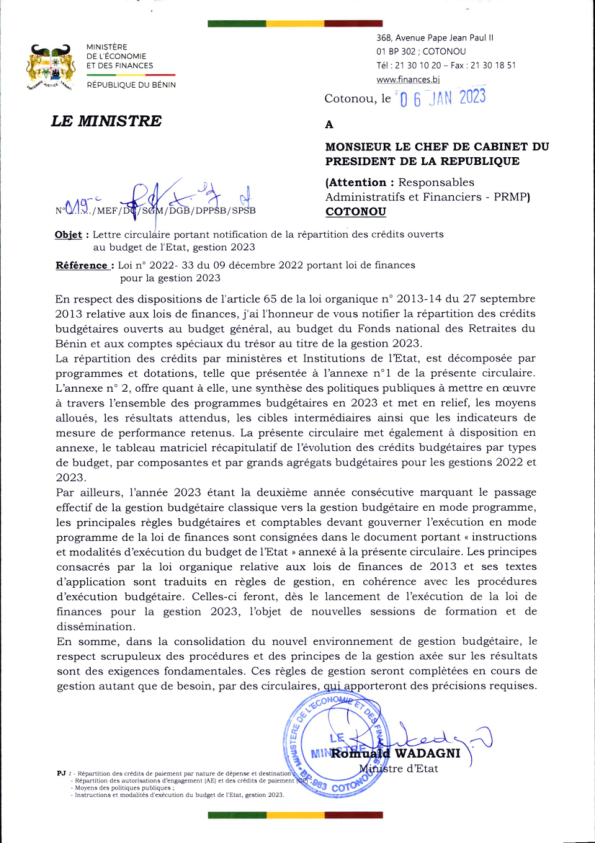 MINISTÈRE
DE L'ÉCONOMIE
ET DES FINANCES
RÉPUBLIQUE DU BÉNIN
368, Avenue Pape Jean Paul II
01 BP 302 ; COTONOU
Tél : 21 30 10 20 – Fax : 21 30 18 51
www.finances.bj
Cotonou, le 06 JAN 2023
LE MINISTRE
A
MONSIEUR LE CHEF DE CABINET DU
PRESIDENT DE LA REPUBLIQUE
(Attention : Responsables
Administratifs et Financiers - PRMP)
COTONOU
N° 019 /MEF/DC/SGM/DGB/DPPSB/SPSB
Objet : Lettre circulaire portant notification de la répartition des crédits ouverts
au budget de l'Etat, gestion 2023
Référence : Loi n° 2022- 33 du 09 décembre 2022 portant loi de finances
pour la gestion 2023
En respect des dispositions de l'article 65 de la loi organique n° 2013-14 du 27 septembre
2013 relative aux lois de finances, j'ai l'honneur de vous notifier la répartition des crédits
budgétaires ouverts au budget général, au budget du Fonds national des Retraites du
Bénin et aux comptes spéciaux du trésor au titre de la gestion 2023.
La répartition des crédits par ministères et Institutions de l'Etat, est décomposée par
programmes et dotations, telle que présentée à l'annexe n°1 de la présente circulaire.
L'annexe n° 2, offre quant à elle, une synthèse des politiques publiques à mettre en œuvre
à travers l'ensemble des programmes budgétaires en 2023 et met en relief, les moyens
alloués, les résultats attendus, les cibles intermédiaires ainsi que les indicateurs de
mesure de performance retenus. La présente circulaire met également à disposition en
annexe, le tableau matriciel récapitulatif de l'évolution des crédits budgétaires par types
de budget, par composantes et par grands agrégats budgétaires pour les gestions 2022 et
2023.
Par ailleurs, l'année 2023 étant la deuxième année consécutive marquant le passage
effectif de la gestion budgétaire classique vers la gestion budgétaire en mode programme,
les principales règles budgétaires et comptables devant gouverner l'exécution en mode
programme de la loi de finances sont consignées dans le document portant « instructions
et modalités d'exécution du budget de l'Etat » annexé à la présente circulaire. Les principes
consacrés par la loi organique relative aux lois de finances de 2013 et ses textes
d'application sont traduits en règles de gestion, en cohérence avec les procédures
d'exécution budgétaire. Celles-ci feront, dès le lancement de l'exécution de la loi de
finances pour la gestion 2023, l'objet de nouvelles sessions de formation et de
dissémination.
En somme, dans la consolidation du nouvel environnement de gestion budgétaire, le
respect scrupuleux des procédures et des principes de la gestion axée sur les résultats
sont des exigences fondamentales. Ces règles de gestion seront complètées en cours de
gestion autant que de besoin, par des circulaires, qui apporteront des précisions requises.
MINISTERE DE L'ECONOMIE ET DES FINANCES
LE
Romuald WADAGNI
Ministre d'Etat
COTONOU
PJ : - Répartition des crédits de paiement par nature de dépense et destination
- Répartition des autorisations d'engagement (AE) et des crédits de paiement
- Moyens des politiques publiques ;
- Instructions et modalités d'exécution du budget de l'Etat, gestion 2023.